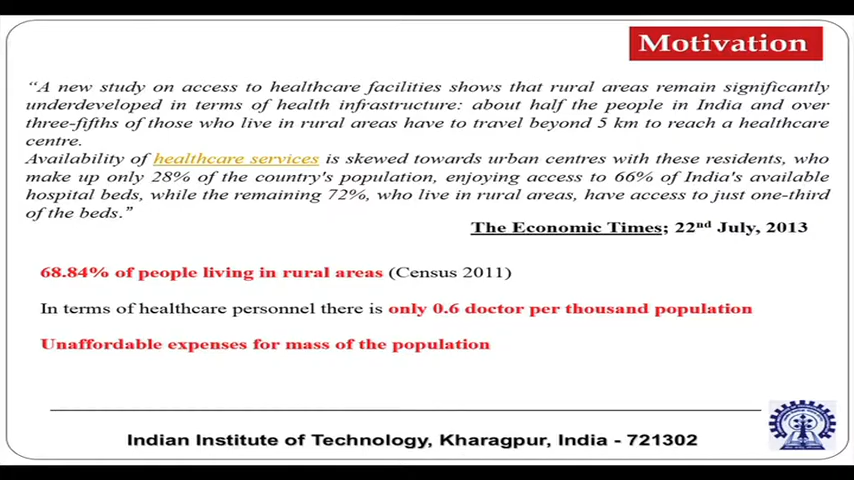 Motivation
“A new study on access to healthcare facilities shows that rural areas remain significantly
underdeveloped in terms of health infrastructure: about half the people in India and over
three-fifths of those who live in rural areas have to travel beyond 5 km to reach a healthcare
centre.
Availability of healthcare services is skewed towards urban centres with these residents, who
make up only 28% of the country's population, enjoying access to 66% of India's available
hospital beds, while the remaining 72%, who live in rural areas, have access to just one-third
of the beds.”
The Economic Times; 22nd July, 2013
68.84% of people living in rural areas (Census 2011)
In terms of healthcare personnel there is only 0.6 doctor per thousand population
Unaffordable expenses for mass of the population
Indian Institute of Technology, Kharagpur, India - 721302